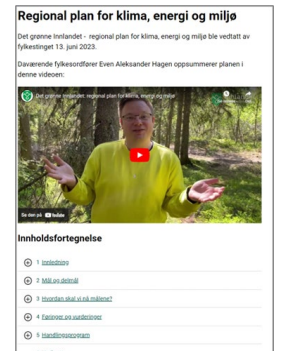 Regional plan for klima, energi og miljø
Det grønne Innlandet - regional plan for klima, energi og miljø ble vedtatt av
fylkestinget 13. juni 2023.
Daværende fylkesordfører Even Aleksander Hagen oppsummerer planen i
denne videoen:
Det grønne Innlandet: regional plan for klima, energi og miljø
Se den på YouTube
Innholdsfortegnelse
1 Innledning
2 Mål og delmål
3 Hvordan skal vi nå målene?
4 Føringer og vurderinger
5 Handlingsprogram